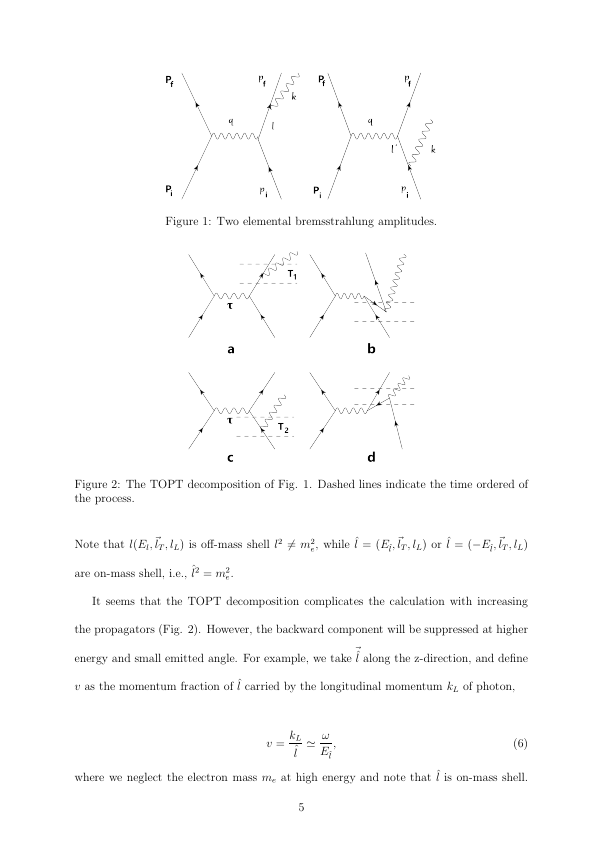 P_f p_f k P_f p_f
q l q l´ k
P_i p_i P_i p_i
Figure 1: Two elemental bremsstrahlung amplitudes.
T_1
τ
a b
τ T_2
c d
Figure 2: The TOPT decomposition of Fig. 1. Dashed lines indicate the time ordered of
the process.
Note that $l(E_l, \vec{l}_T, l_L)$ is off-mass shell $l^2 \neq m_e^2$, while $\hat{l} = (E_{\hat{l}}, \vec{l}_T, l_L)$ or $\hat{l} = (-E_{\hat{l}}, \vec{l}_T, l_L)$
are on-mass shell, i.e., $\hat{l}^2 = m_e^2$.
It seems that the TOPT decomposition complicates the calculation with increasing
the propagators (Fig. 2). However, the backward component will be suppressed at higher
energy and small emitted angle. For example, we take $\vec{\hat{l}}$ along the z-direction, and define
$v$ as the momentum fraction of $\hat{l}$ carried by the longitudinal momentum $k_L$ of photon,
$v = \frac{k_L}{\hat{l}} \simeq \frac{\omega}{E_{\hat{l}}},$ (6)
where we neglect the electron mass $m_e$ at high energy and note that $\hat{l}$ is on-mass shell.
5